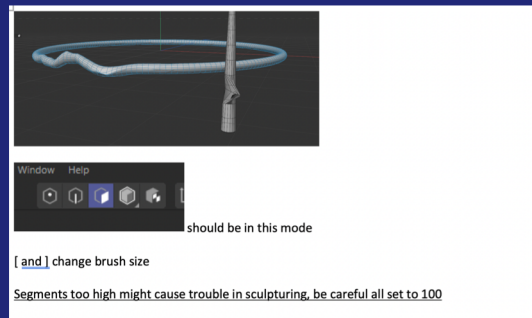 Window Help
should be in this mode
[ and ] change brush size
Segments too high might cause trouble in sculpturing, be careful all set to 100